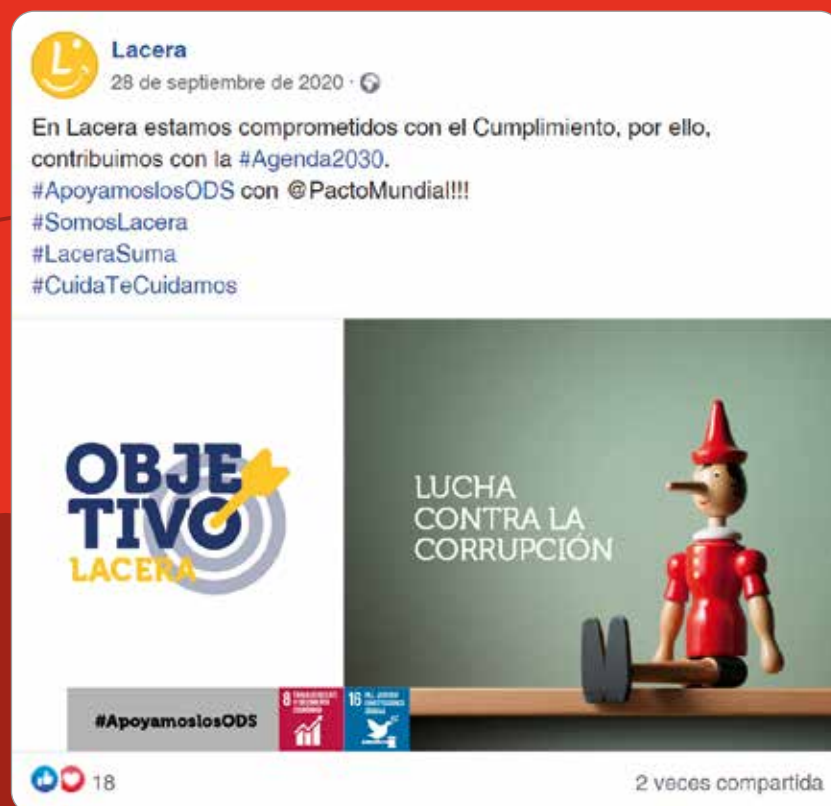 Lacera
28 de septiembre de 2020
En Lacera estamos comprometidos con el Cumplimiento, por ello,
contribuimos con la #Agenda2030.
#ApoyamoslosODS con @PactoMundial!!!
#SomosLacera
#LaceraSuma
#CuidaTeCuidamos
OBJE
TIVO
LACERA
LUCHA
CONTRA LA
CORRUPCIÓN
#ApoyamoslosODS
8
16
18
2 veces compartida